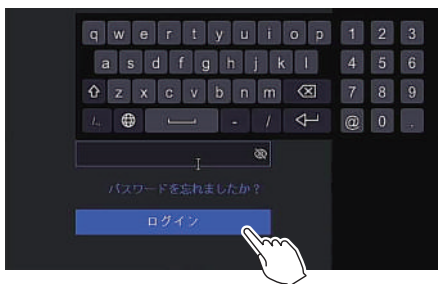 q w e r t y u i o p 1 2 3
a s d f g h j k l 4 5 6
z x c v b n m 7 8 9
/., - / @ 0 .
パスワードを忘れましたか？
ログイン